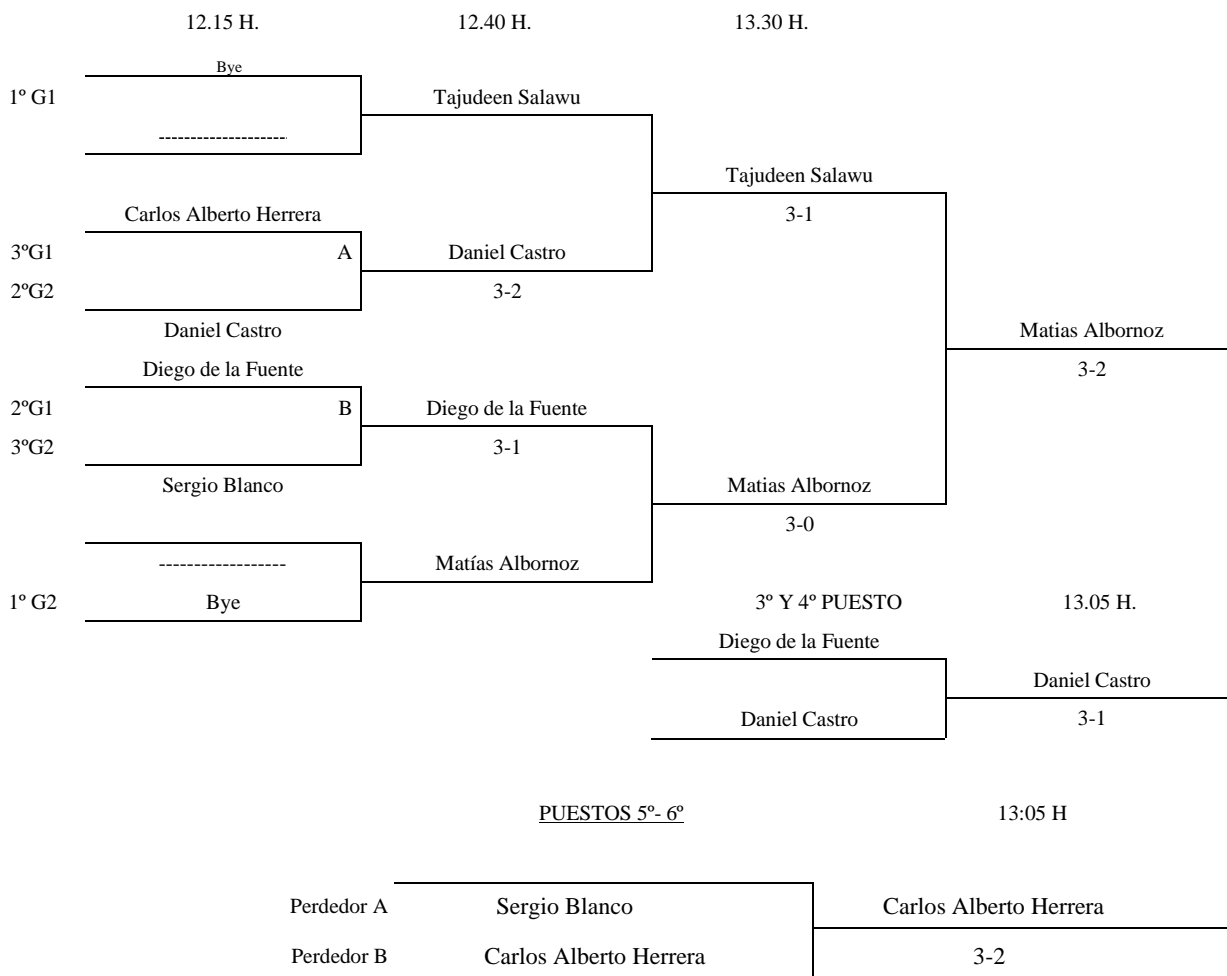 12.15 H. 12.40 H. 13.30 H.
Bye
1º G1 Tajudeen Salawu
--------------------
Tajudeen Salawu
Carlos Alberto Herrera 3-1
3ºG1 A Daniel Castro
2ºG2 3-2
Daniel Castro Matias Albornoz
Diego de la Fuente 3-2
2ºG1 B Diego de la Fuente
3ºG2 3-1
Sergio Blanco Matias Albornoz
3-0
------------------ Matías Albornoz
1º G2 Bye 3º Y 4º PUESTO 13.05 H.
Diego de la Fuente
Daniel Castro
Daniel Castro 3-1
PUESTOS 5º- 6º 13:05 H
Perdedor A Sergio Blanco Carlos Alberto Herrera
Perdedor B Carlos Alberto Herrera 3-2